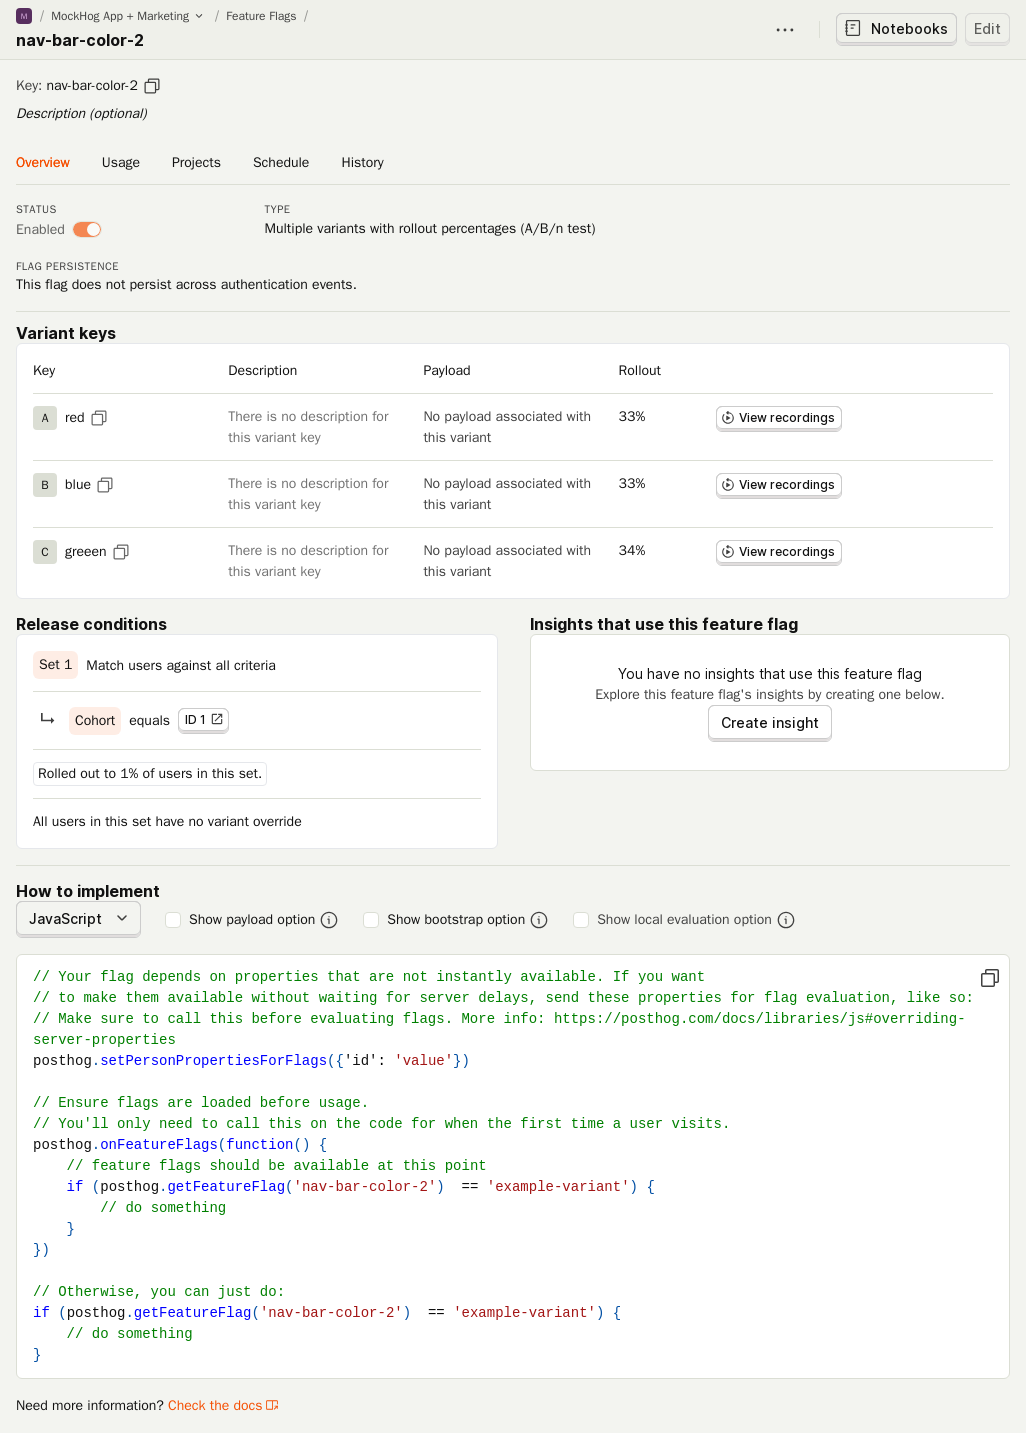 M / MockHog App + Marketing / Feature Flags /
nav-bar-color-2
Notebooks
Edit
Key: nav-bar-color-2
Description (optional)
Overview Usage Projects Schedule History
STATUS
Enabled
TYPE
Multiple variants with rollout percentages (A/B/n test)
FLAG PERSISTENCE
This flag does not persist across authentication events.
Variant keys
Key Description Payload Rollout
A red There is no description for No payload associated with 33% View recordings
this variant key this variant
B blue There is no description for No payload associated with 33% View recordings
this variant key this variant
C greeen There is no description for No payload associated with 34% View recordings
this variant key this variant
Release conditions
Set 1 Match users against all criteria
Cohort equals ID 1
Rolled out to 1% of users in this set.
All users in this set have no variant override
Insights that use this feature flag
You have no insights that use this feature flag
Explore this feature flag's insights by creating one below.
Create insight
How to implement
JavaScript Show payload option Show bootstrap option Show local evaluation option
// Your flag depends on properties that are not instantly available. If you want
// to make them available without waiting for server delays, send these properties for flag evaluation, like so:
// Make sure to call this before evaluating flags. More info: https://posthog.com/docs/libraries/js#overriding-
server-properties
posthog.setPersonPropertiesForFlags({'id': 'value'})
// Ensure flags are loaded before usage.
// You'll only need to call this on the code for when the first time a user visits.
posthog.onFeatureFlags(function() {
    // feature flags should be available at this point
    if (posthog.getFeatureFlag('nav-bar-color-2')  == 'example-variant') {
        // do something
    }
})
// Otherwise, you can just do:
if (posthog.getFeatureFlag('nav-bar-color-2')  == 'example-variant') {
    // do something
}
Need more information? Check the docs